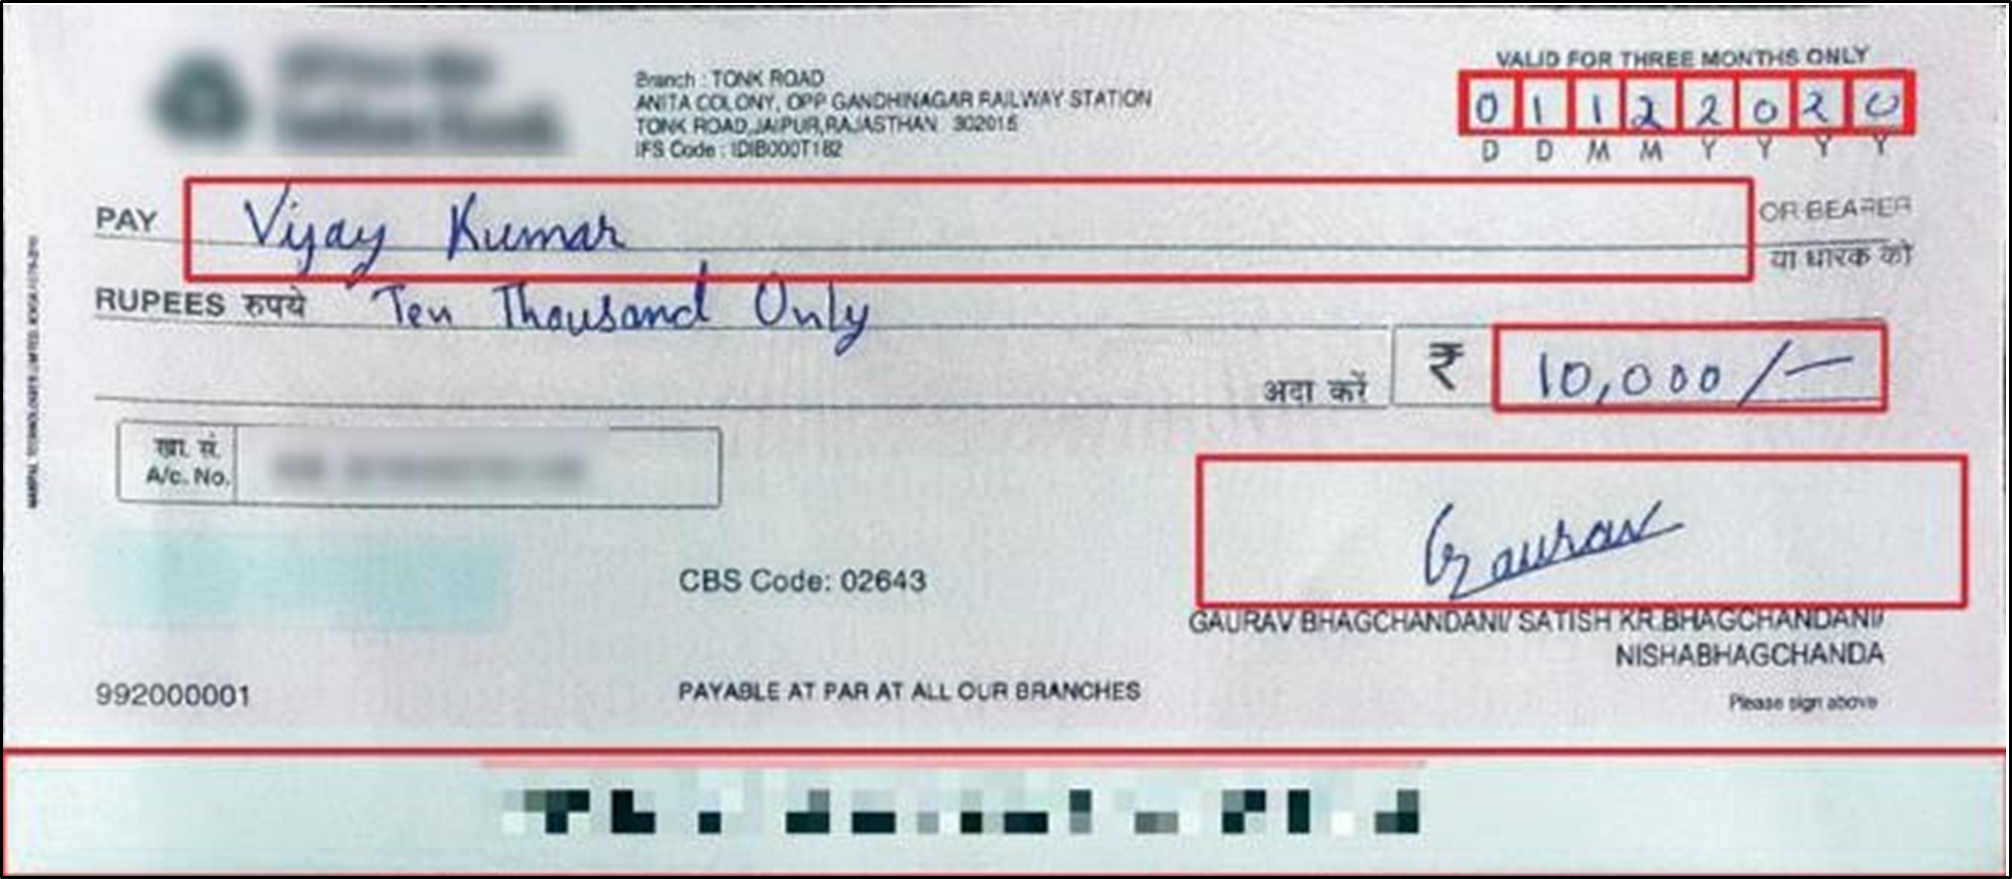 Branch : TONK ROAD
ANITA COLONY, OPP GANDHINAGAR RAILWAY STATION
TONK ROAD,JAIPUR,RAJASTHAN 302015
IFS Code : IDIB000T182
VALID FOR THREE MONTHS ONLY
0 1 1 2 2 0 2 0
D D M M Y Y Y Y
PAY Vijay Kumar OR BEARER
या धारक को
RUPEES रुपये Ten Thousand Only
अदा करें ₹ 10,000/-
खा. सं.
A/c. No.
Gaurav
CBS Code: 02643
GAURAV BHAGCHANDANI/ SATISH KR.BHAGCHANDANI/
NISHABHAGCHANDA
992000001 PAYABLE AT PAR AT ALL OUR BRANCHES
Please sign above